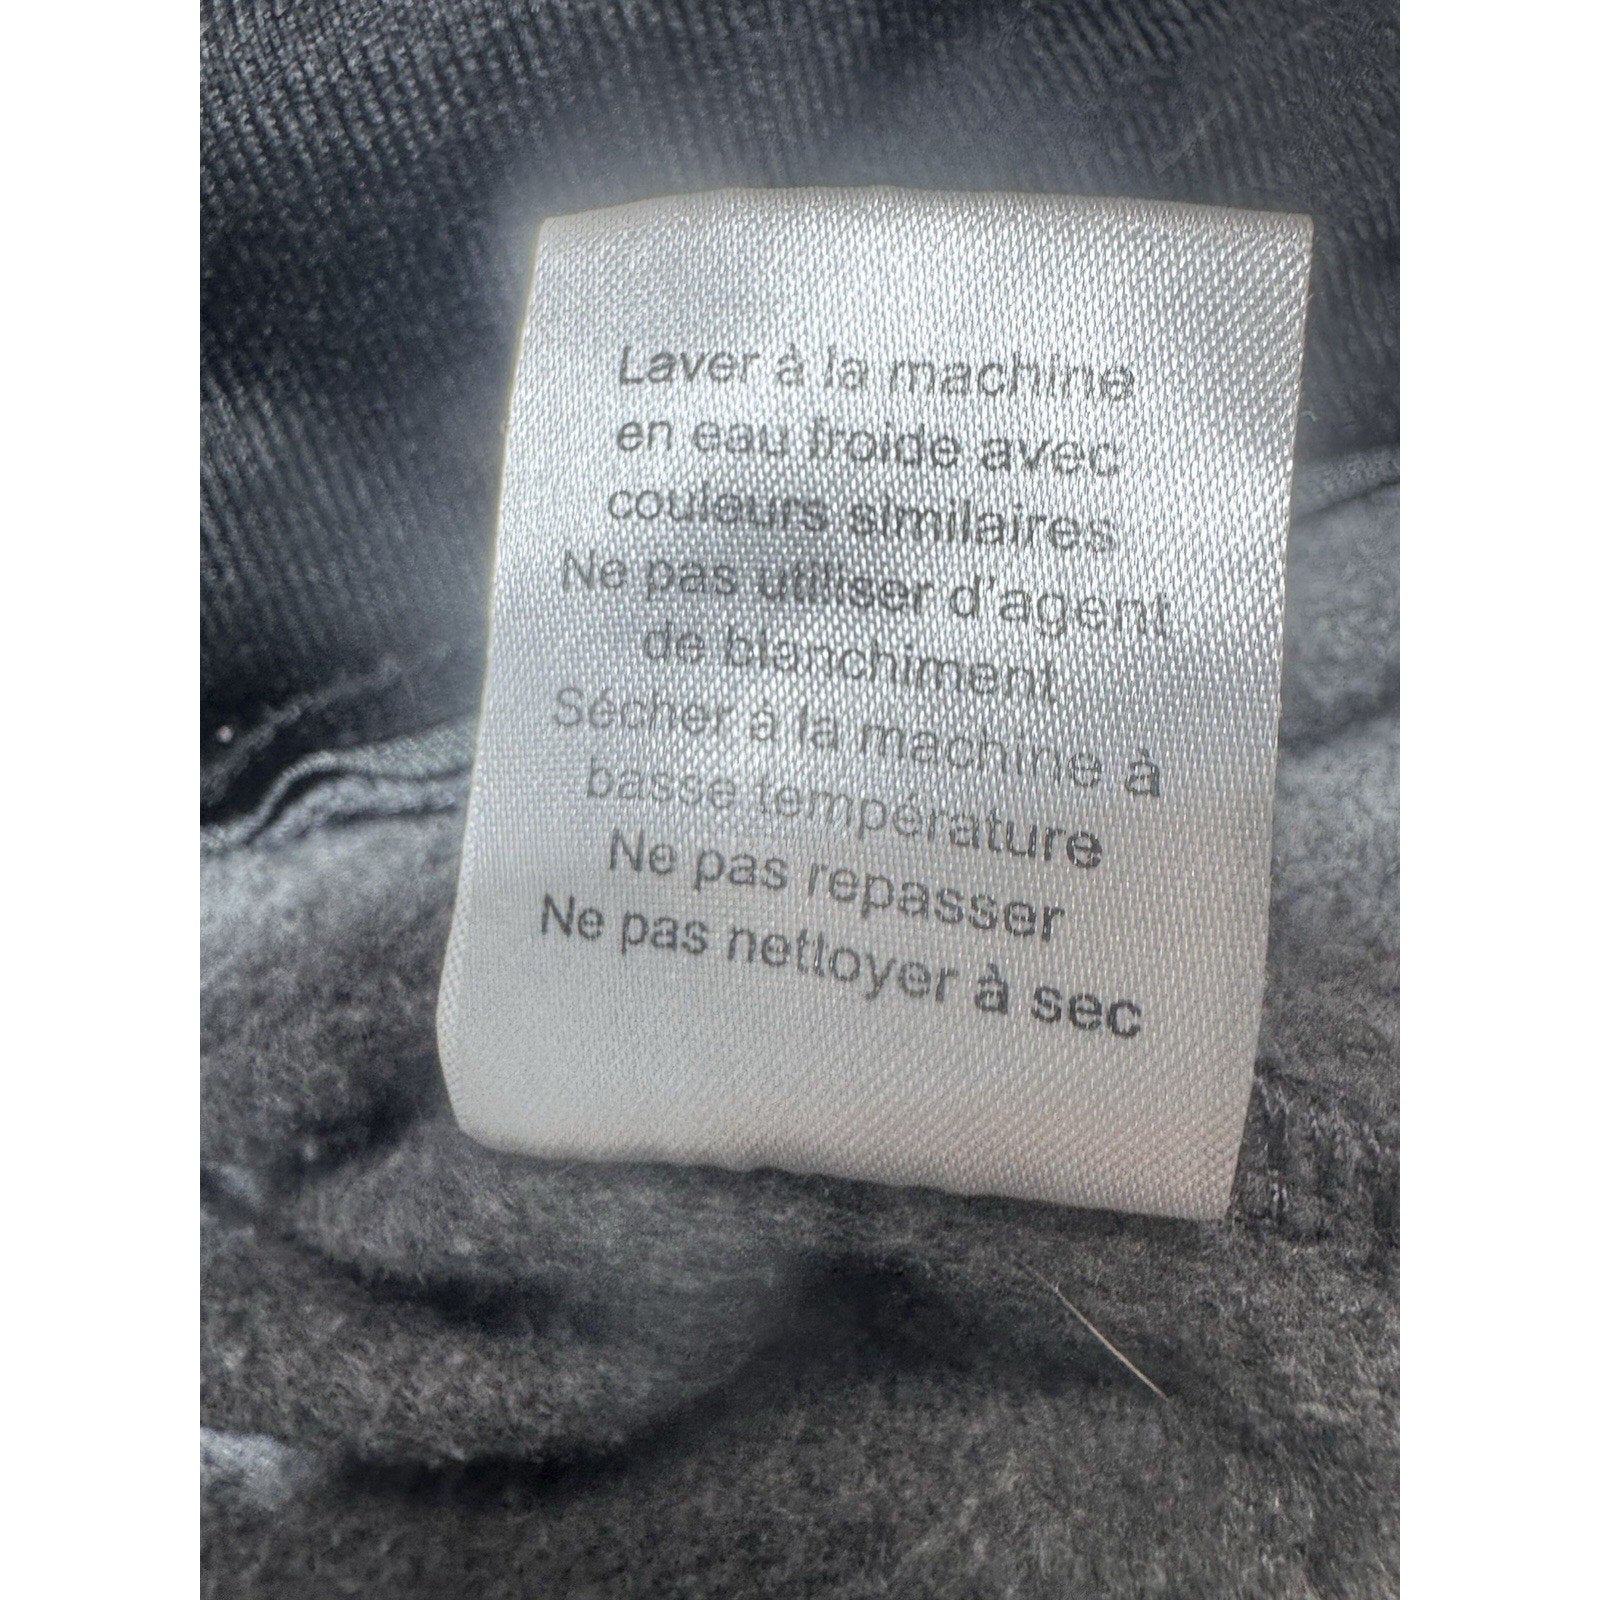 Laver à la machine
en eau froide avec
couleurs similaires
Ne pas utiliser d'agent
de blanchiment
Sécher à la machine à
basse température
Ne pas repasser
Ne pas nettoyer à sec